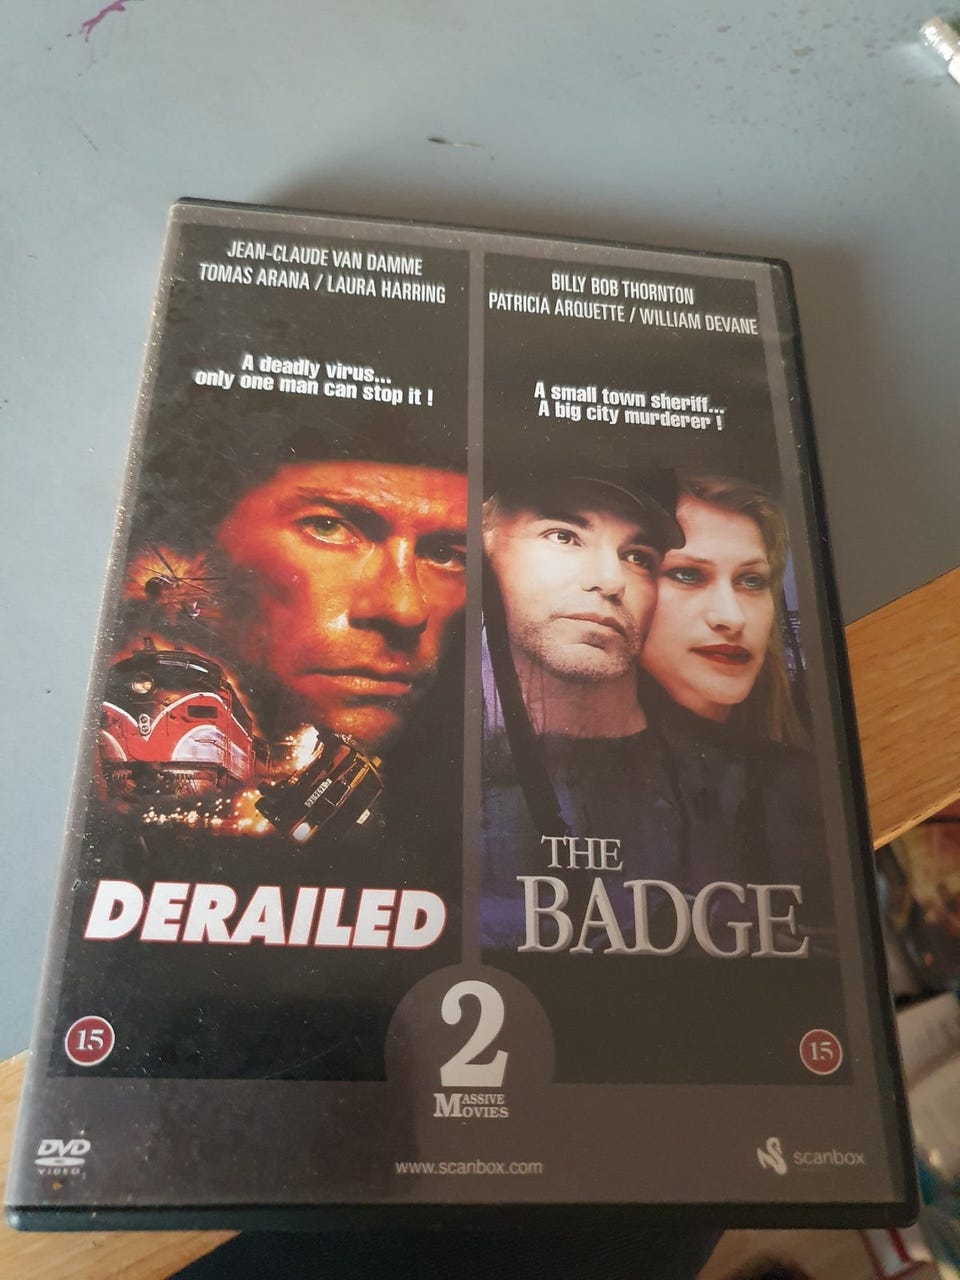 JEAN-CLAUDE VAN DAMME
TOMAS ARANA / LAURA HARRING
A deadly virus...
only one man can stop it !
DERAILED
15
BILLY BOB THORNTON
PATRICIA ARQUETTE / WILLIAM DEVANE
A small town sheriff...
A big city murderer !
THE
BADGE
15
2
MASSIVE
MOVIES
DVD
VIDEO
www.scanbox.com
scanbox